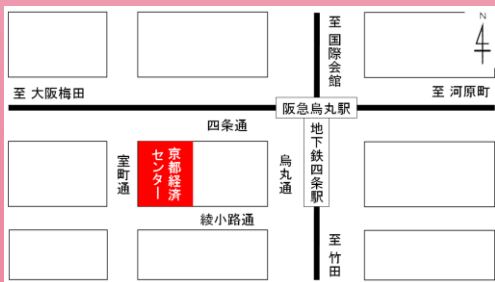 至 国際会館
至 大阪梅田
至 河原町
阪急烏丸駅
四条通
地下鉄四条駅
室町通
京都経済
センター
烏丸通
綾小路通
至 竹田